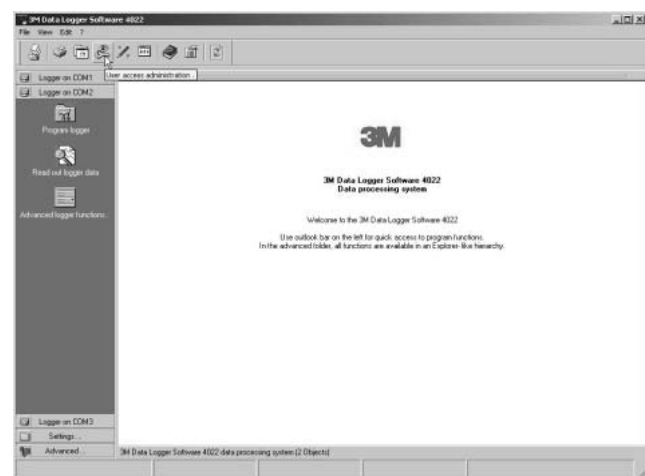 3M Data Logger Software 4022
File View Edit ?
User access administration .
Logger on COM1
Logger on COM2
Program logger
Read out logger data
Advanced logger functions...
3M
3M Data Logger Software 4022
Data processing system
Welcome to the 3M Data Logger Software 4022
Use outlook bar on the left for quick access to program functions.
In the advanced folder, all functions are available in an Explorer-like hierarchy.
Logger on COM3
Settings...
Advanced...
3M Data Logger Software 4022 data processing system (2 Objects)